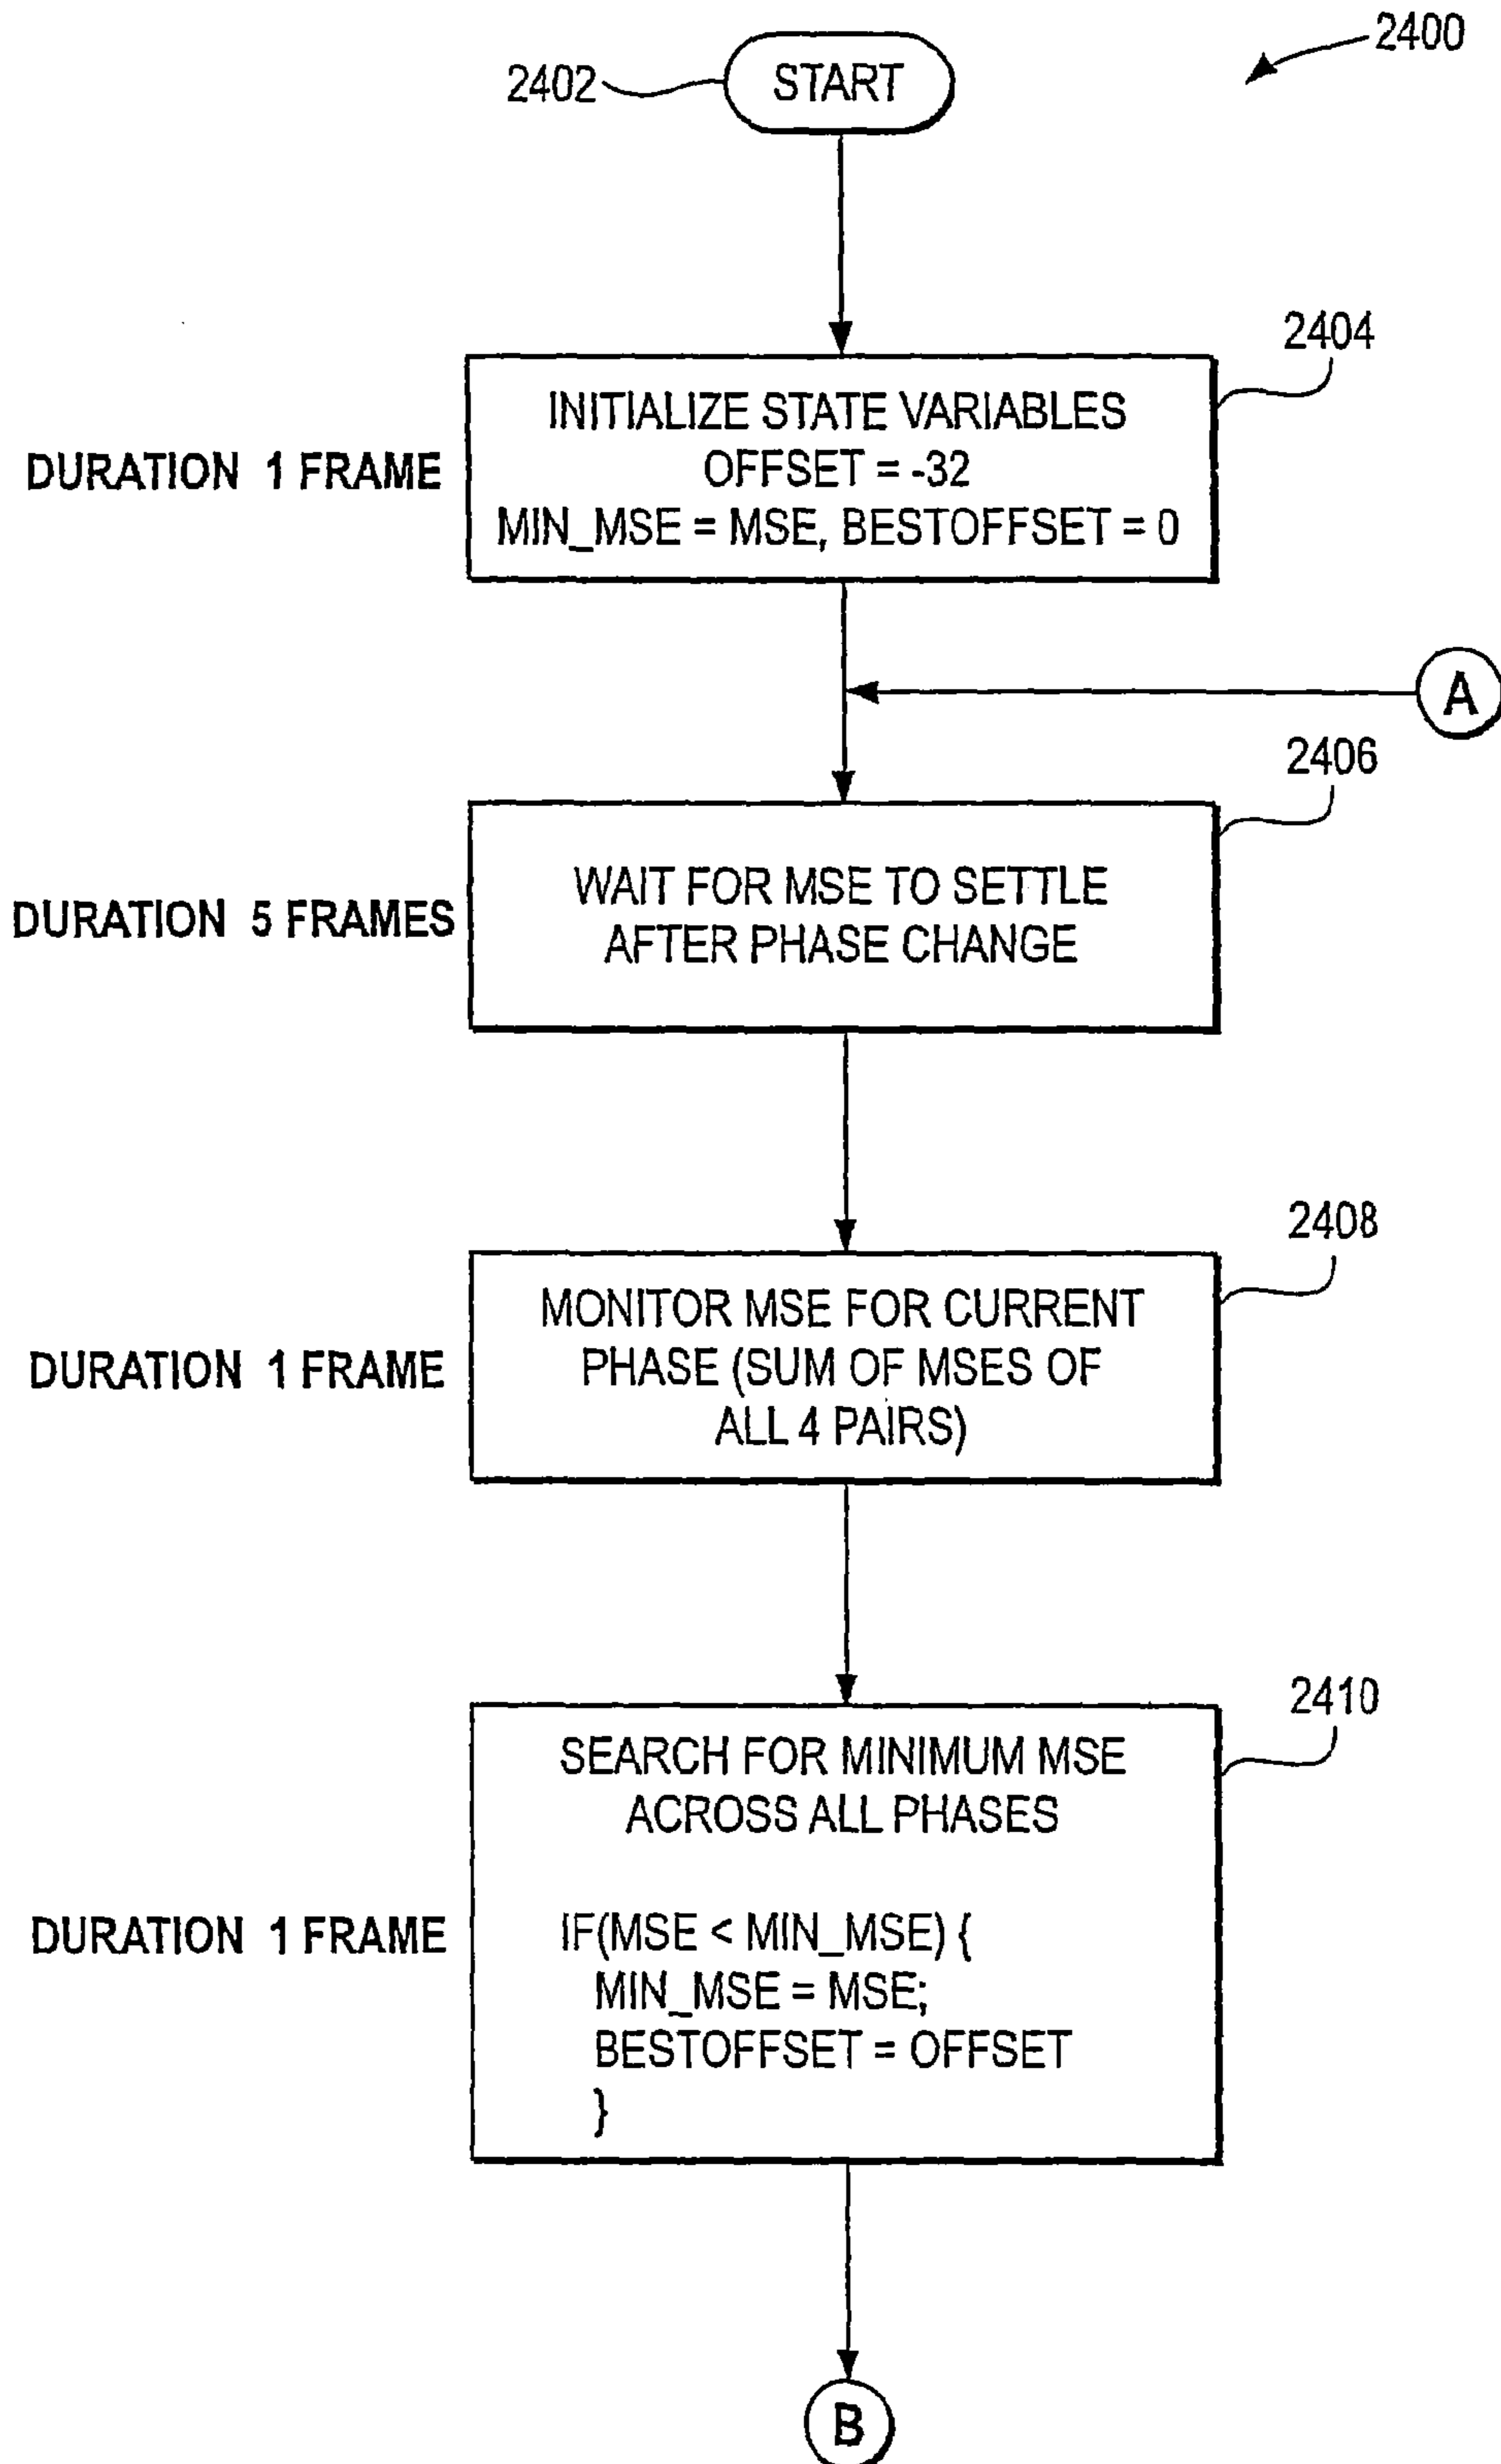 2400
2402
START
2404
INITIALIZE STATE VARIABLES
OFFSET = -32
MIN_MSE = MSE, BESTOFFSET = 0
DURATION 1 FRAME
A
2406
WAIT FOR MSE TO SETTLE
AFTER PHASE CHANGE
DURATION 5 FRAMES
2408
MONITOR MSE FOR CURRENT
PHASE (SUM OF MSES OF
ALL 4 PAIRS)
DURATION 1 FRAME
2410
SEARCH FOR MINIMUM MSE
ACROSS ALL PHASES
IF(MSE < MIN_MSE) {
MIN_MSE = MSE;
BESTOFFSET = OFFSET
}
DURATION 1 FRAME
B